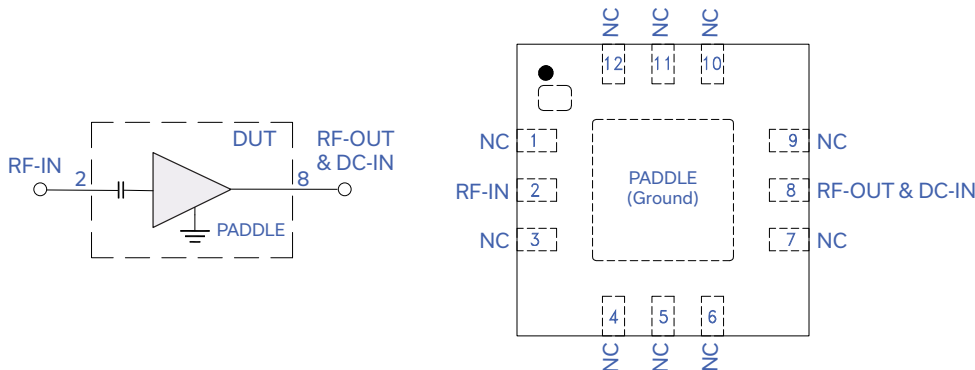 RF-IN
2
DUT
RF-OUT
& DC-IN
8
PADDLE
NC
NC
NC
12
11
10
NC
1
RF-IN
2
NC
3
PADDLE
(Ground)
9
NC
8
RF-OUT & DC-IN
7
NC
4
5
6
NC
NC
NC